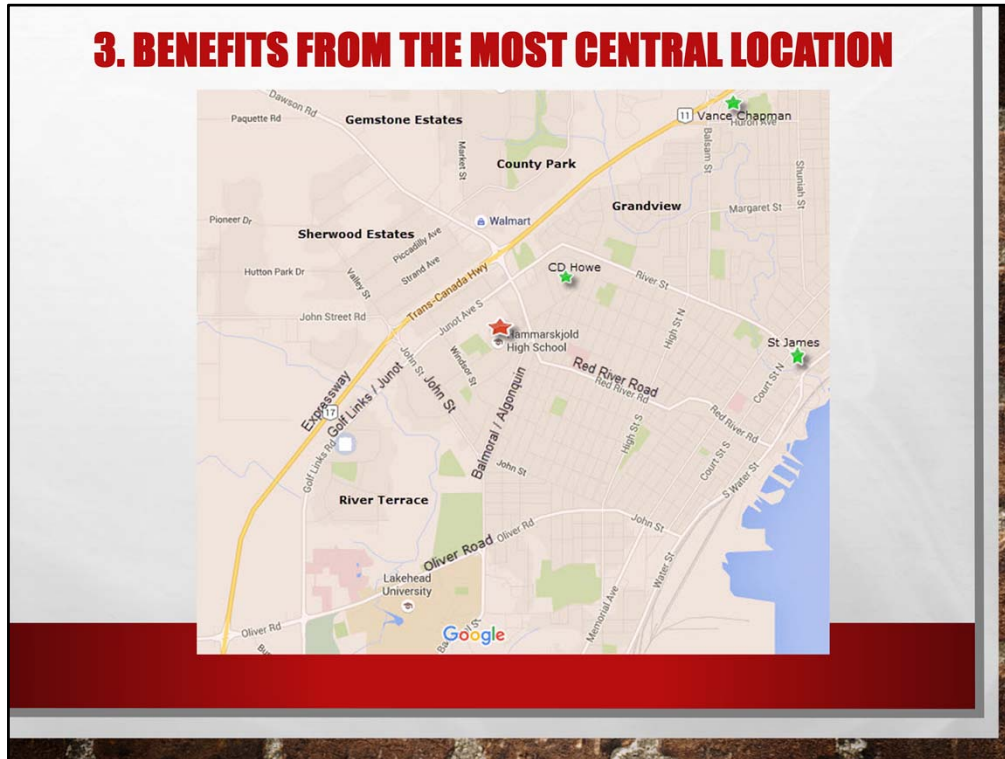 3. BENEFITS FROM THE MOST CENTRAL LOCATION
Dawson Rd
Paquette Rd
Gemstone Estates
11
Vance Chapman
Huron Ave
Market St
Balsam St
County Park
Shuniah St
Grandview
Margaret St
Pioneer Dr
Walmart
Sherwood Estates
Piccadilly Ave
Strand Ave
Hutton Park Dr
Valley St
Trans-Canada Hwy
CD Howe
River St
John Street Rd
Junot Ave S
High St N
Hammarskjold
High School
St James
John St
Windsor St
Court St N
Red River Road
Red River Rd
Expressway
17
Golf Links / Junot
John St
Balmoral / Algonquin
Red River Rd
High St S
Court St S
Golf Links Rd
John St
S Water St
River Terrace
John St
Oliver Road
Oliver Rd
Water St
Lakehead
University
Memorial Ave
Oliver Rd
Google